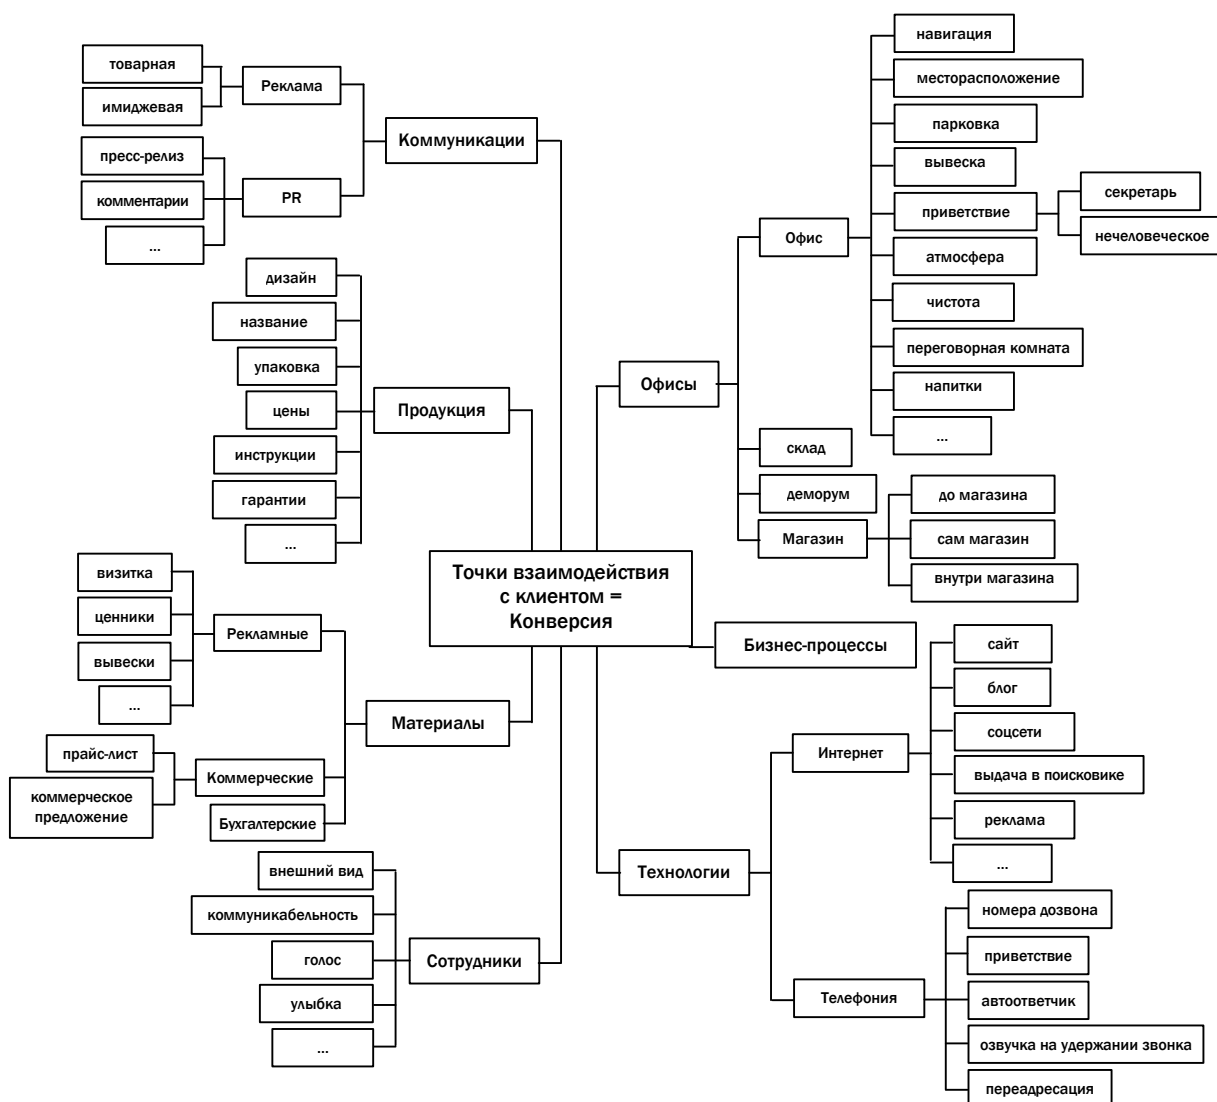 товарная
имиджевая
Реклама
пресс-релиз
комментарии
...
PR
Коммуникации
дизайн
название
упаковка
цены
инструкции
гарантии
...
Продукция
визитка
ценники
вывески
...
Рекламные
прайс-лист
коммерческое
предложение
Коммерческие
Бухгалтерские
Материалы
внешний вид
коммуникабельность
голос
улыбка
...
Сотрудники
Точки взаимодействия
с клиентом =
Конверсия
Офисы
Офис
навигация
месторасположение
парковка
вывеска
приветствие
секретарь
нечеловеческое
атмосфера
чистота
переговорная комната
напитки
...
склад
деморум
Магазин
до магазина
сам магазин
внутри магазина
Бизнес-процессы
Технологии
Интернет
сайт
блог
соцсети
выдача в поисковике
реклама
...
Телефония
номера дозвона
приветствие
автоответчик
озвучка на удержании звонка
переадресация